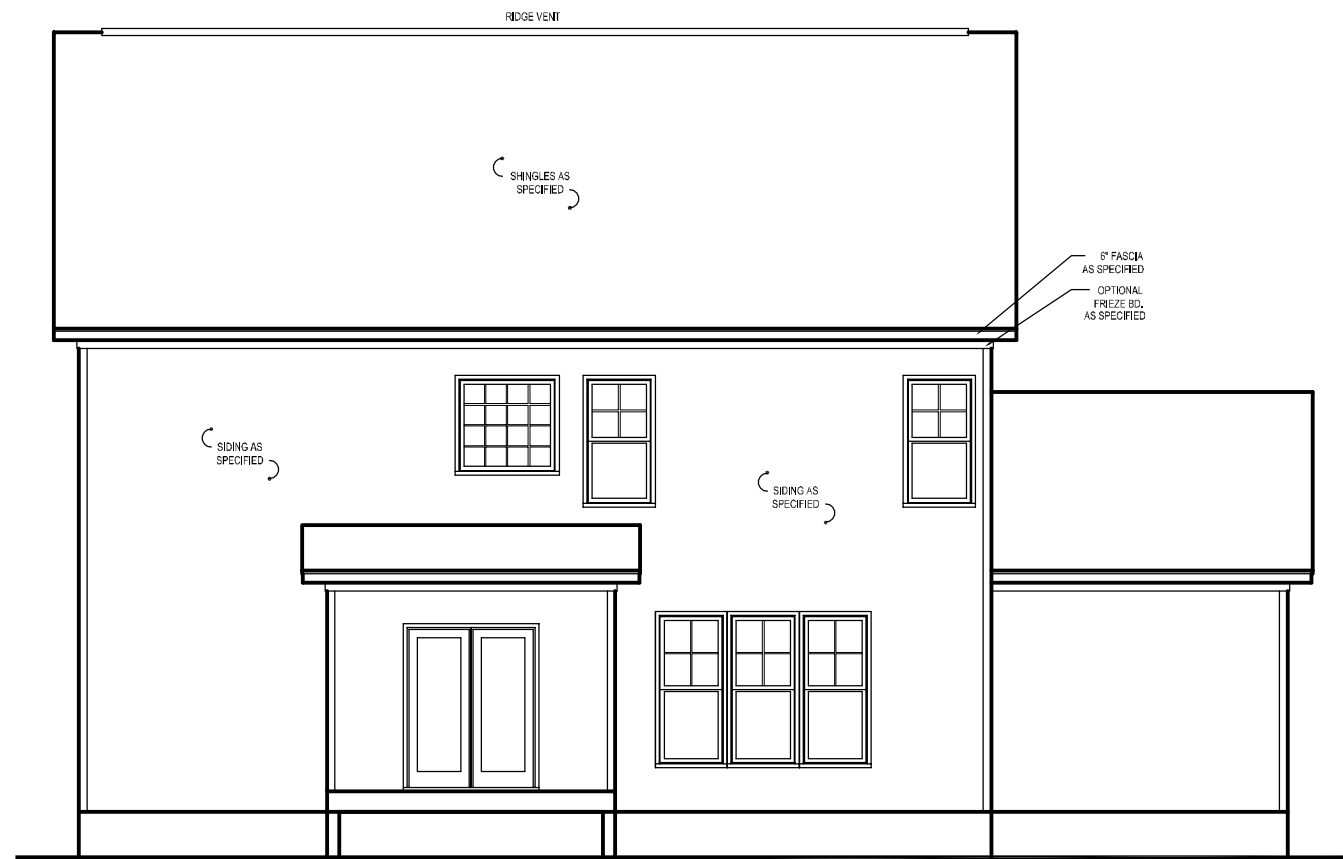 RIDGE VENT
SHINGLES AS
SPECIFIED
6" FASCIA
AS SPECIFIED
OPTIONAL
FRIEZE BD.
AS SPECIFIED
SIDING AS
SPECIFIED
SIDING AS
SPECIFIED